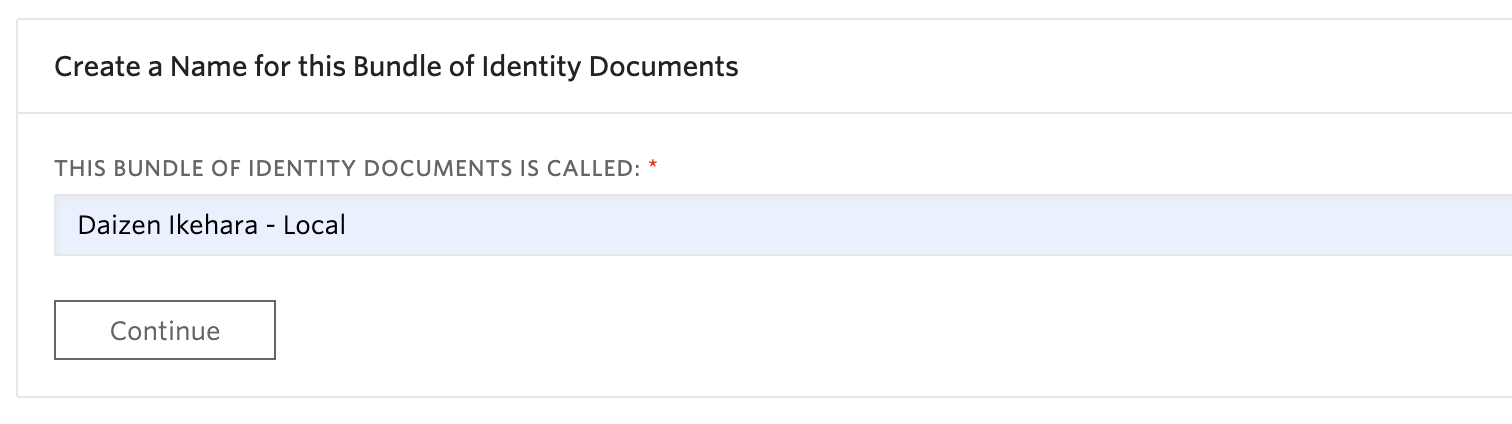 Create a Name for this Bundle of Identity Documents
THIS BUNDLE OF IDENTITY DOCUMENTS IS CALLED: *
Daizen Ikehara - Local
Continue